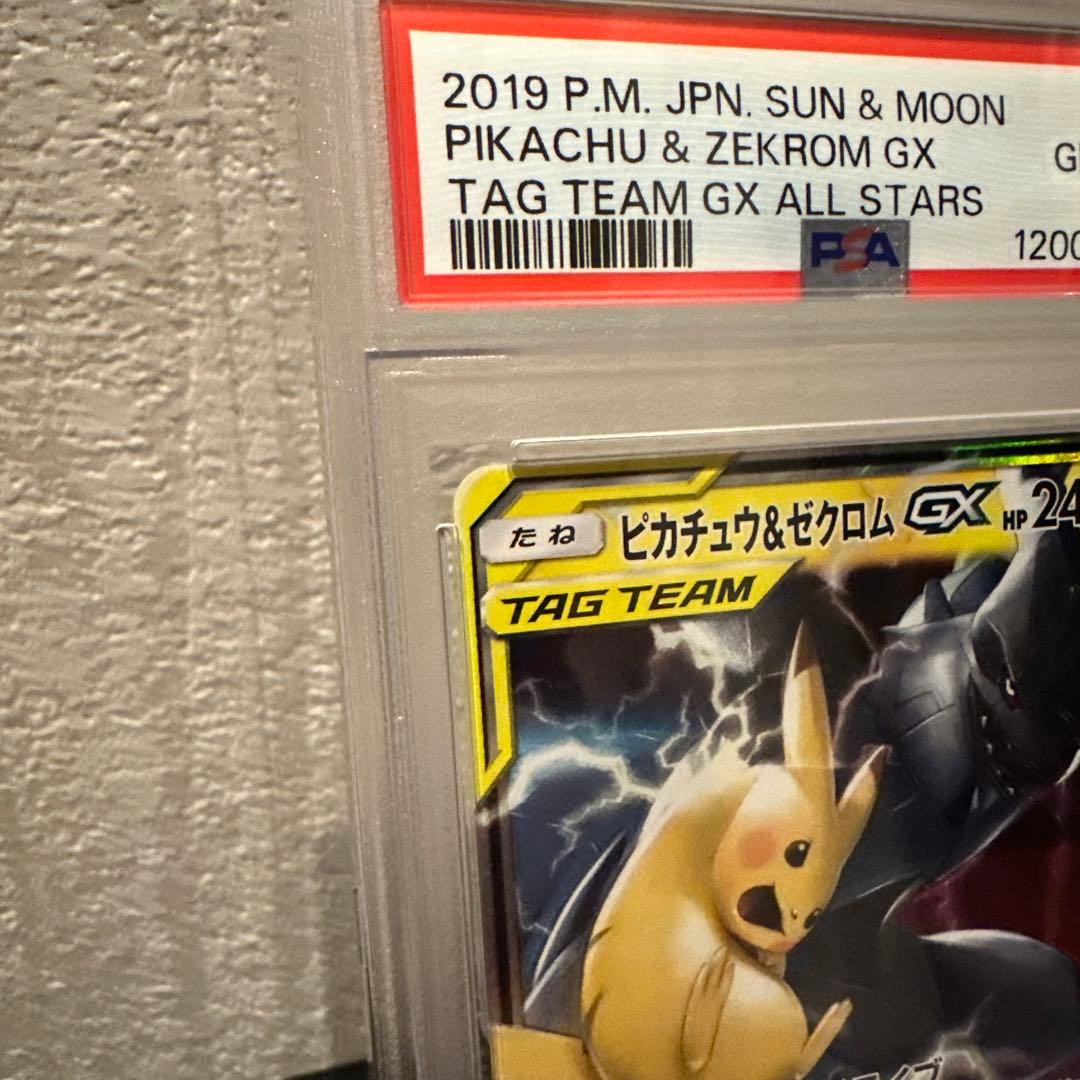 2019 P.M. JPN. SUN & MOON
PIKACHU & ZEKROM GX
TAG TEAM GX ALL STARS
PSA
たね ピカチュウ&ゼクロム GX HP
TAG TEAM